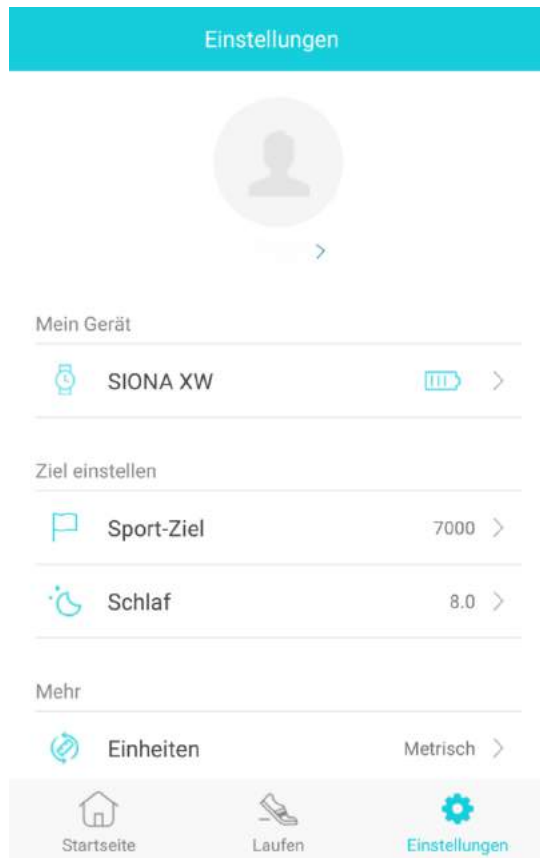 Einstellungen
Mein Gerät
SIONA XW
Ziel einstellen
Sport-Ziel 7000
Schlaf 8.0
Mehr
Einheiten Metrisch
Startseite Laufen Einstellungen